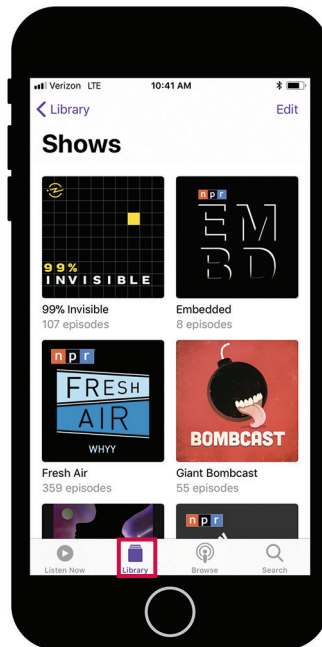 Verizon LTE 10:41 AM
Library Edit
Shows
99%
INVISIBLE
npr
EM
BD
99% Invisible
107 episodes
Embedded
8 episodes
npr
FRESH
AIR
WHYY
BOMBCAST
Fresh Air
359 episodes
Giant Bombcast
55 episodes
npr
Listen Now Library Browse Search